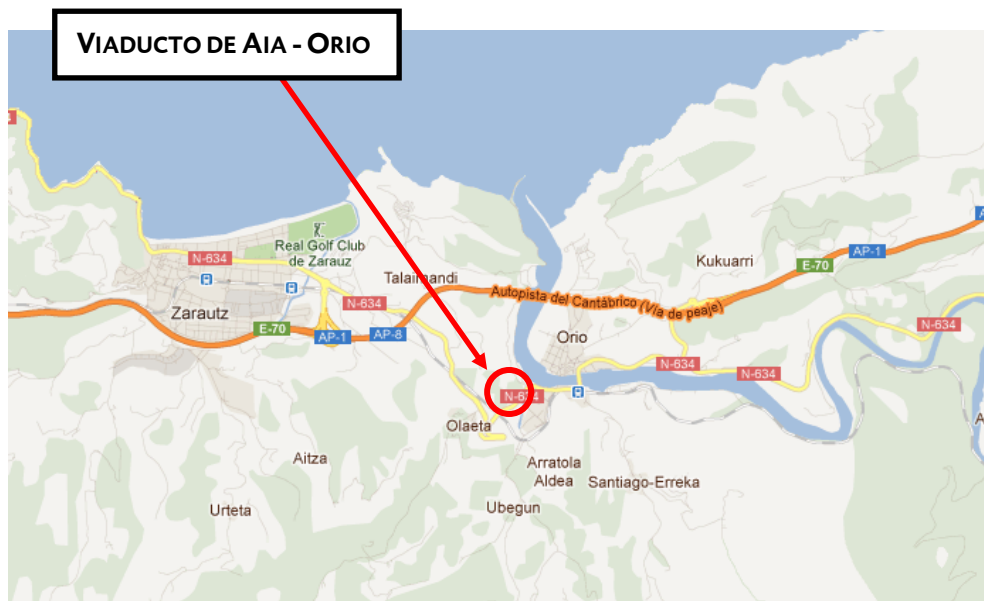 VIADUCTO DE AIA - ORIO
N-634
Real Golf Club
de Zarauz
Talaimandi
Kukuarri
AP-1
E-70
Autopista del Cantábrico (Vía de peaje)
N-634
Zarautz
E-70
AP-1
AP-8
Orio
N-634
N-634
N-634
N-634
Olaeta
Aitza
Arratola
Aldea
Santiago-Erreka
Urteta
Ubegun